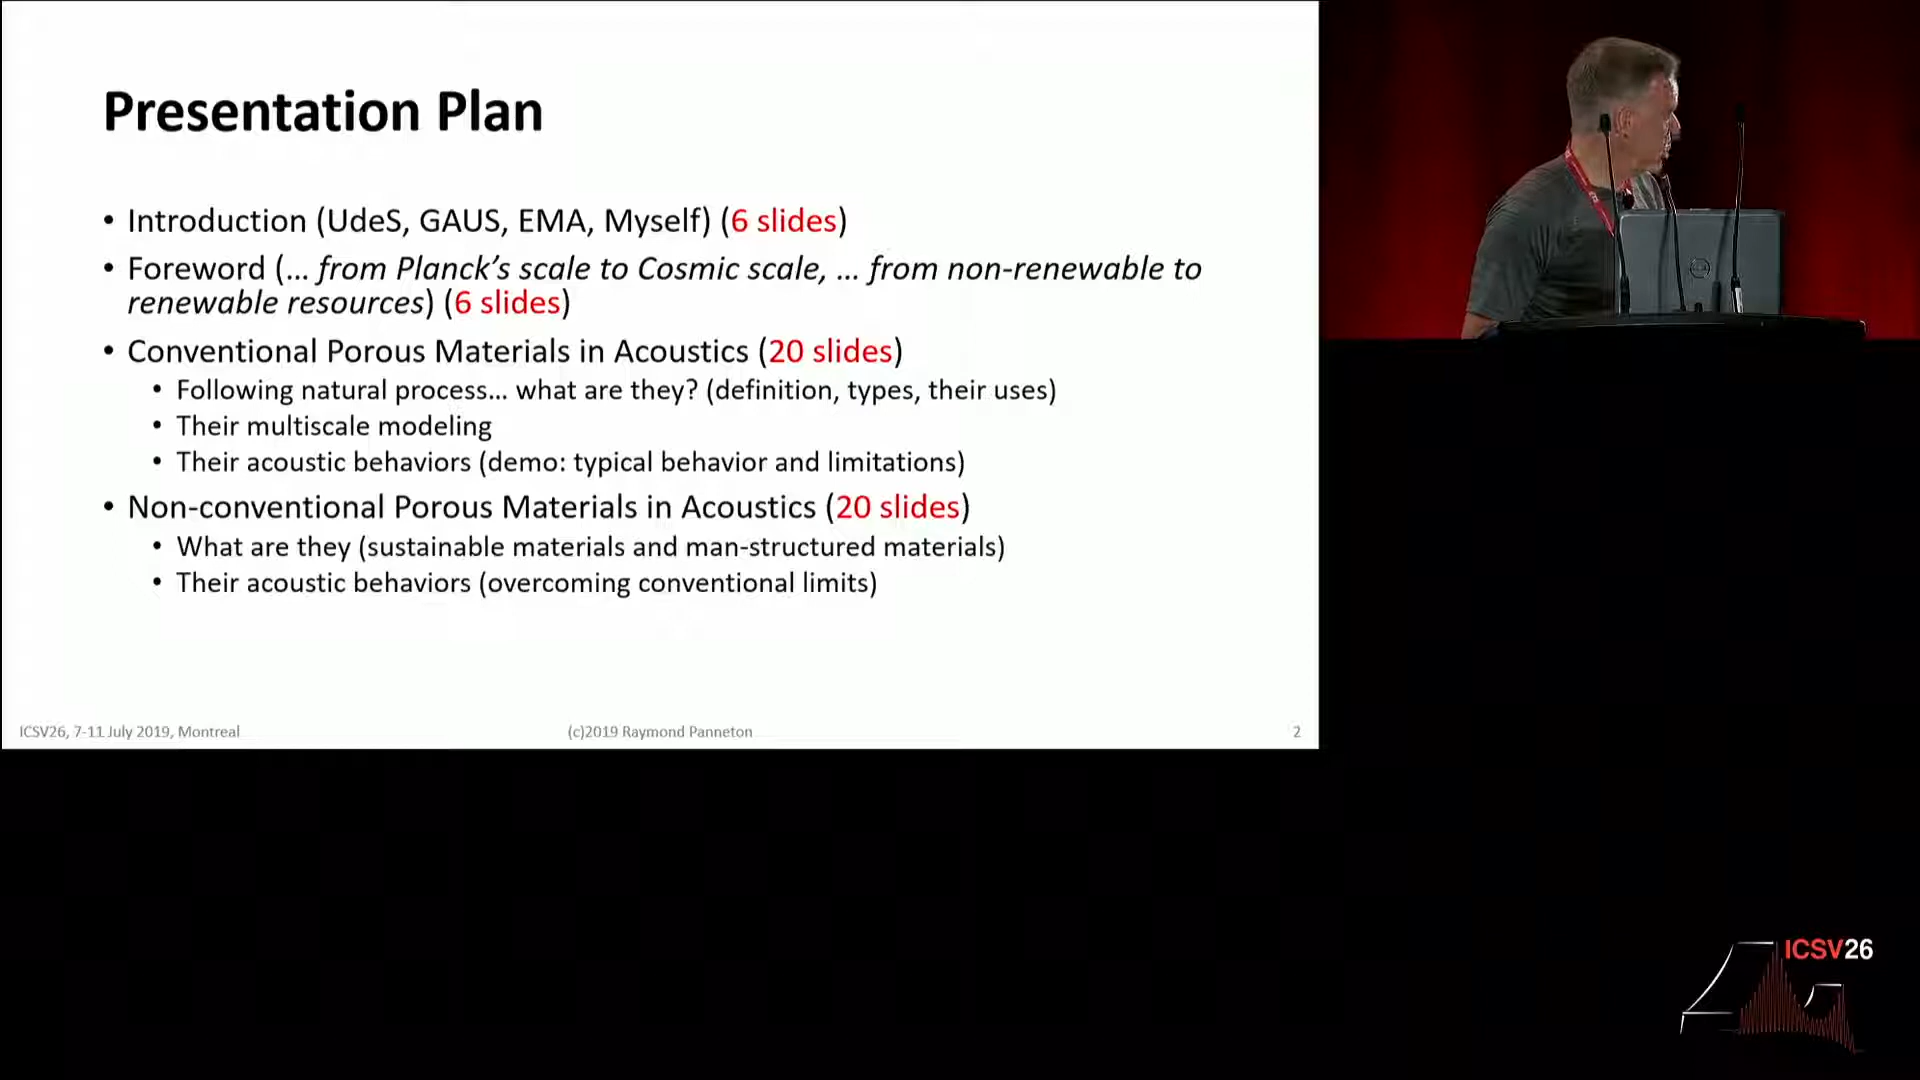 Presentation Plan
• Introduction (UdeS, GAUS, EMA, Myself) (6 slides)
• Foreword (… from Planck’s scale to Cosmic scale, … from non-renewable to
renewable resources) (6 slides)
• Conventional Porous Materials in Acoustics (20 slides)
• Following natural process… what are they? (definition, types, their uses)
• Their multiscale modeling
• Their acoustic behaviors (demo: typical behavior and limitations)
• Non-conventional Porous Materials in Acoustics (20 slides)
• What are they (sustainable materials and man-structured materials)
• Their acoustic behaviors (overcoming conventional limits)
ICSV26, 7-11 July 2019, Montreal
(c)2019 Raymond Panneton
2
ICSV26